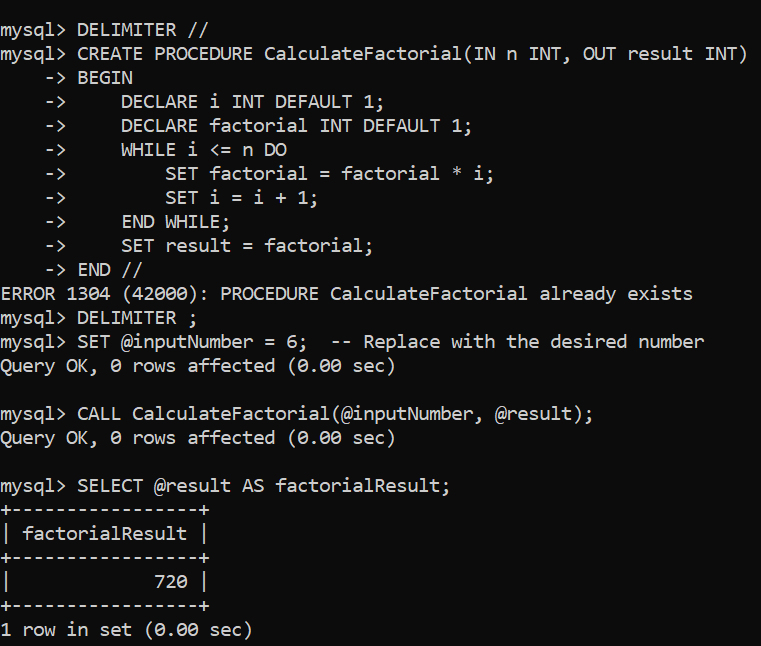 mysql> DELIMITER //
mysql> CREATE PROCEDURE CalculateFactorial(IN n INT, OUT result INT)
    -> BEGIN
    ->     DECLARE i INT DEFAULT 1;
    ->     DECLARE factorial INT DEFAULT 1;
    ->     WHILE i <= n DO
    ->         SET factorial = factorial * i;
    ->         SET i = i + 1;
    ->     END WHILE;
    ->     SET result = factorial;
    -> END //
ERROR 1304 (42000): PROCEDURE CalculateFactorial already exists
mysql> DELIMITER ;
mysql> SET @inputNumber = 6;  -- Replace with the desired number
Query OK, 0 rows affected (0.00 sec)

mysql> CALL CalculateFactorial(@inputNumber, @result);
Query OK, 0 rows affected (0.00 sec)

mysql> SELECT @result AS factorialResult;
+-----------------+
| factorialResult |
+-----------------+
|             720 |
+-----------------+
1 row in set (0.00 sec)